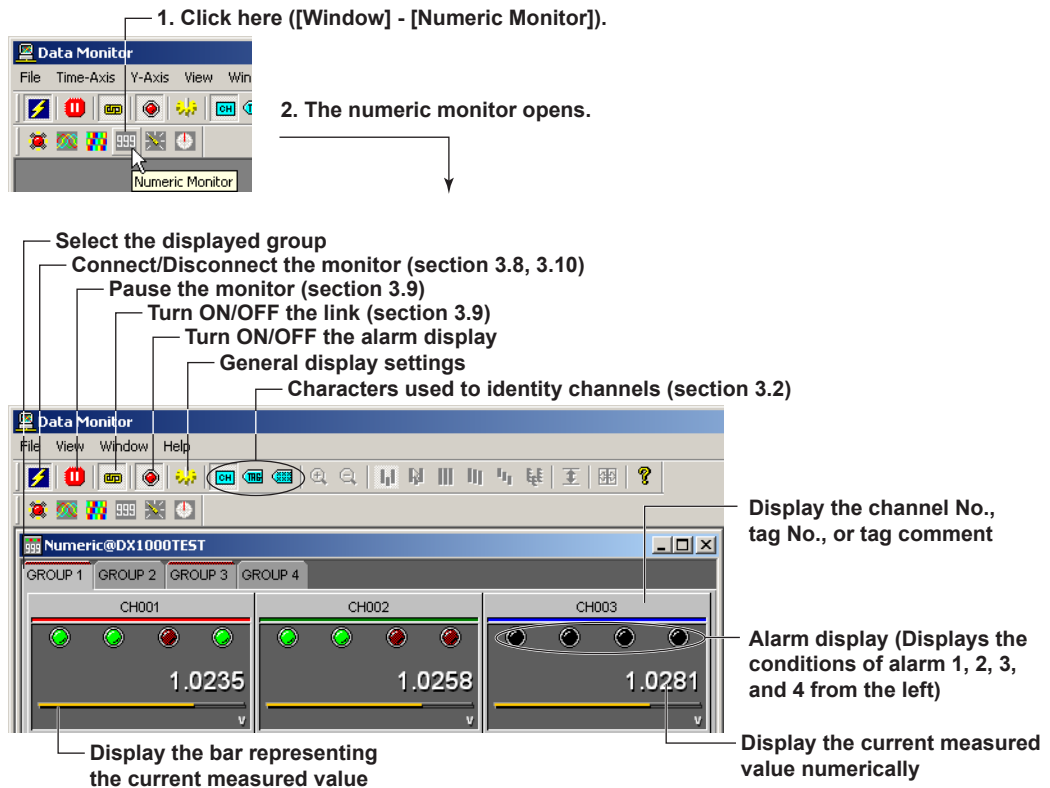 1. Click here ([Window] - [Numeric Monitor]).
Data Monitor
File Time-Axis Y-Axis View Win
2. The numeric monitor opens.
CH
999
Numeric Monitor
Select the displayed group
Connect/Disconnect the monitor (section 3.8, 3.10)
Pause the monitor (section 3.9)
Turn ON/OFF the link (section 3.9)
Turn ON/OFF the alarm display
General display settings
Characters used to identity channels (section 3.2)
Data Monitor
File View Window Help
CH TAG
999
Display the channel No.,
tag No., or tag comment
Numeric@DX1000TEST
GROUP 1 GROUP 2 GROUP 3 GROUP 4
CH001 CH002 CH003
Alarm display (Displays the
conditions of alarm 1, 2, 3,
and 4 from the left)
1.0235 1.0258 1.0281
V V V
Display the bar representing
the current measured value
Display the current measured
value numerically